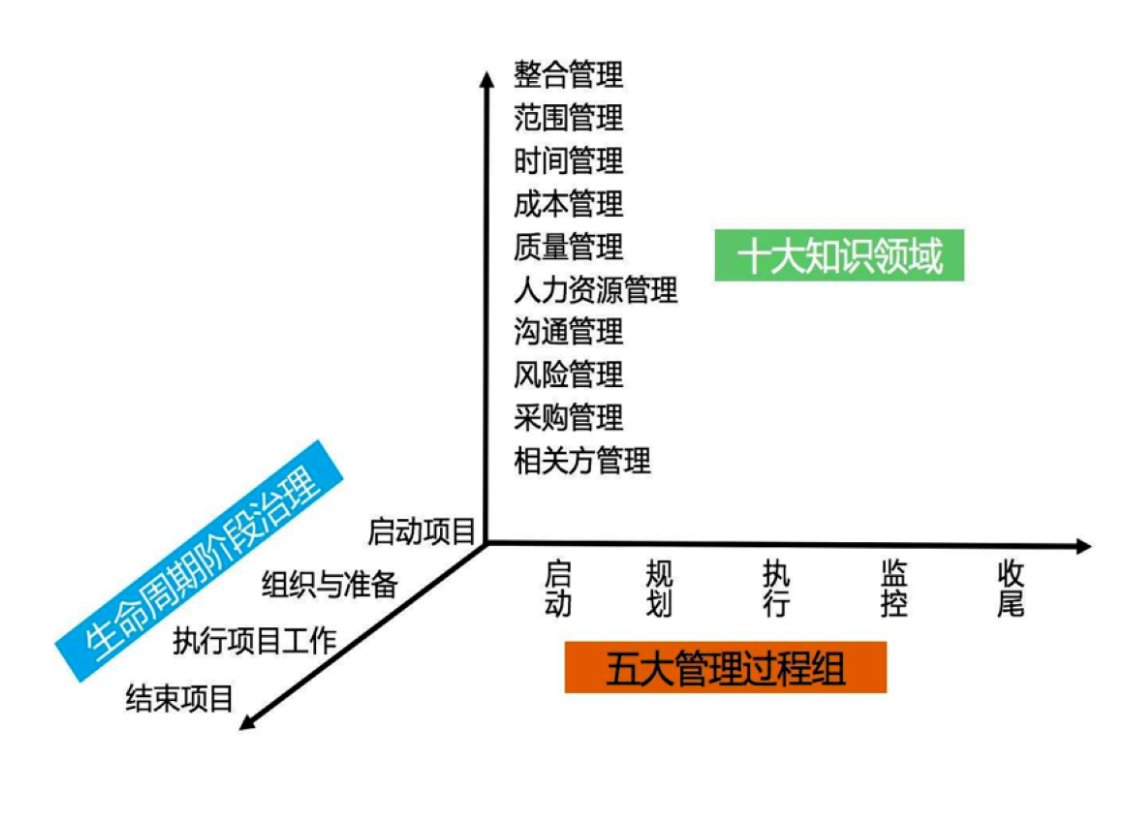 整合管理
范围管理
时间管理
成本管理
质量管理
十大知识领域
人力资源管理
沟通管理
风险管理
采购管理
相关方管理
生命周期阶段治理
启动项目
组织与准备
执行项目工作
结束项目
启动
规划
执行
监控
收尾
五大管理过程组